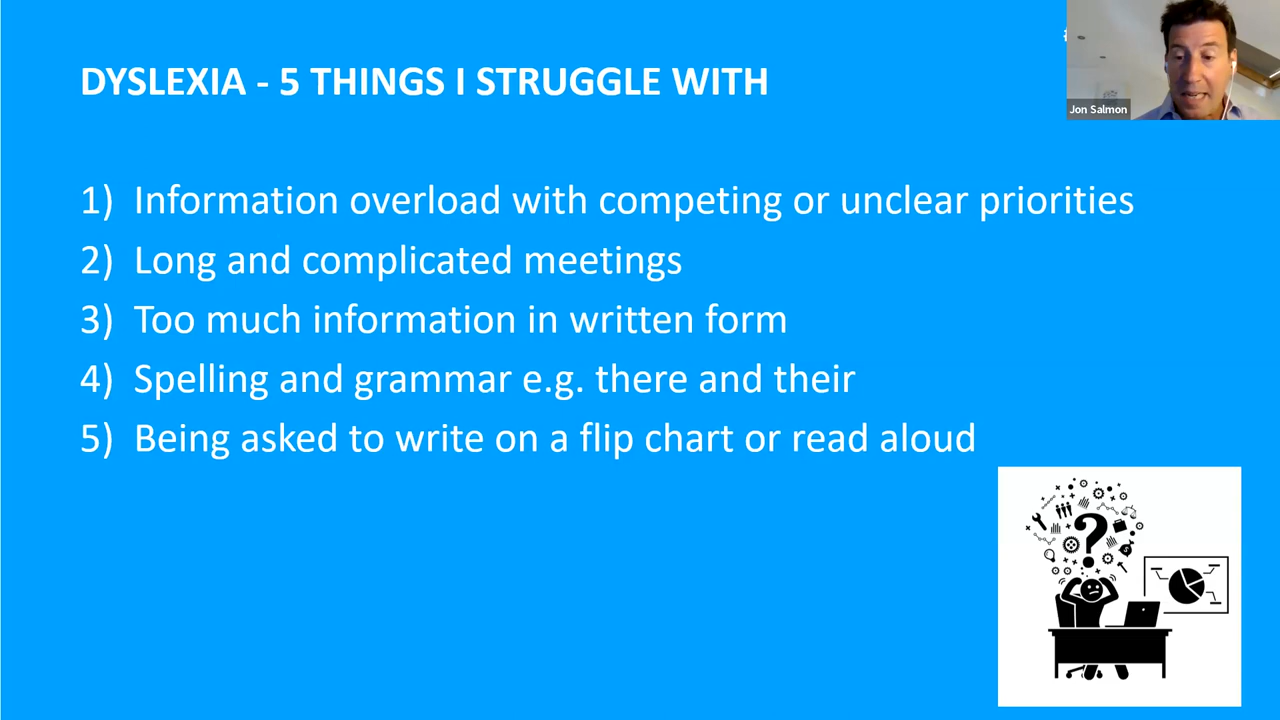 DYSLEXIA - 5 THINGS I STRUGGLE WITH
Jon Salmon
1) Information overload with competing or unclear priorities
2) Long and complicated meetings
3) Too much information in written form
4) Spelling and grammar e.g. there and their
5) Being asked to write on a flip chart or read aloud
?
$